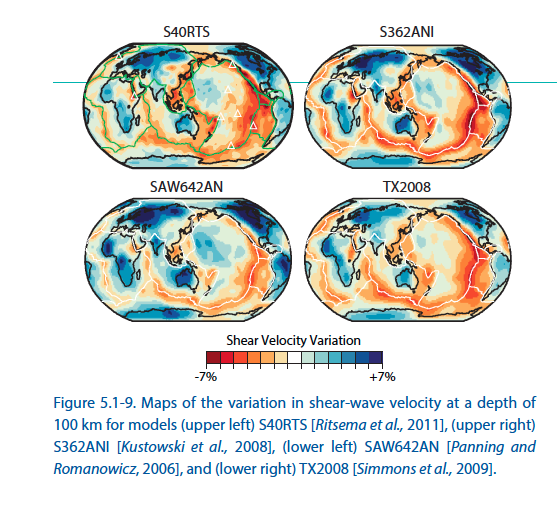 S40RTS
S362ANI
SAW642AN
TX2008
Shear Velocity Variation
-7%
+7%
Figure 5.1-9. Maps of the variation in shear-wave velocity at a depth of
100 km for models (upper left) S40RTS [Ritsema et al., 2011], (upper right)
S362ANI [Kustowski et al., 2008], (lower left) SAW642AN [Panning and
Romanowicz, 2006], and (lower right) TX2008 [Simmons et al., 2009].